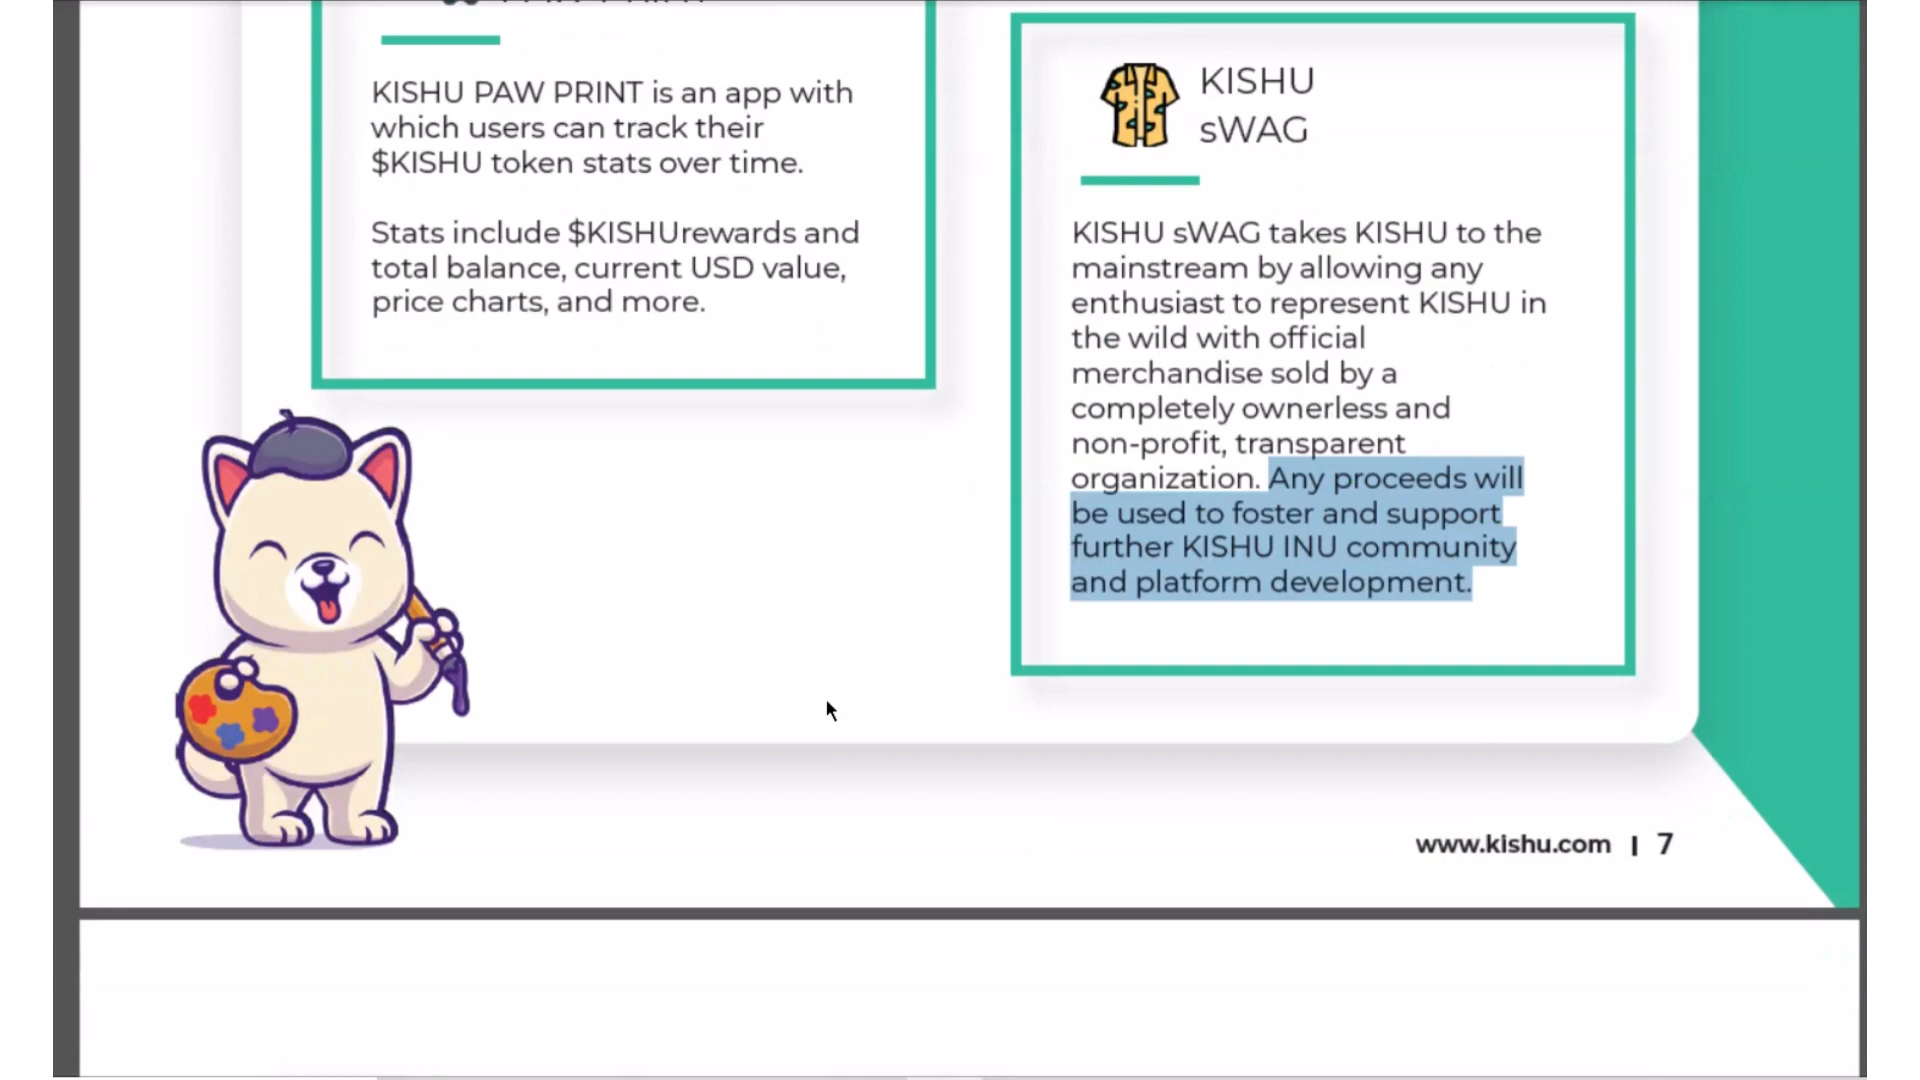 KISHU PAW PRINT is an app with
which users can track their
$KISHU token stats over time.
Stats include $KISHUrewards and
total balance, current USD value,
price charts, and more.
KISHU
sWAG
KISHU sWAG takes KISHU to the
mainstream by allowing any
enthusiast to represent KISHU in
the wild with official
merchandise sold by a
completely ownerless and
non-profit, transparent
organization. Any proceeds will
be used to foster and support
further KISHU INU community
and platform development.
www.kishu.com | 7